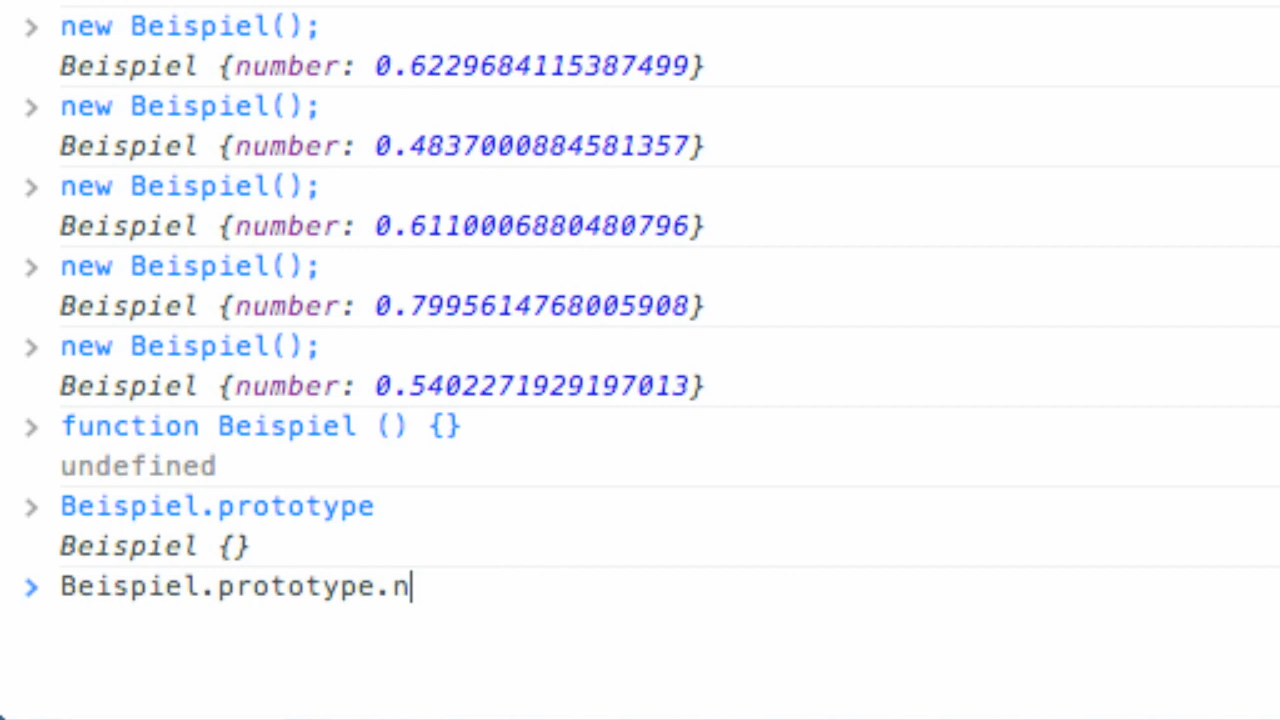 > new Beispiel();
Beispiel {number: 0.6229684115387499}
> new Beispiel();
Beispiel {number: 0.4837000884581357}
> new Beispiel();
Beispiel {number: 0.6110006880480796}
> new Beispiel();
Beispiel {number: 0.7995614768005908}
> new Beispiel();
Beispiel {number: 0.5402271929197013}
> function Beispiel () {}
undefined
> Beispiel.prototype
Beispiel {}
> Beispiel.prototype.n